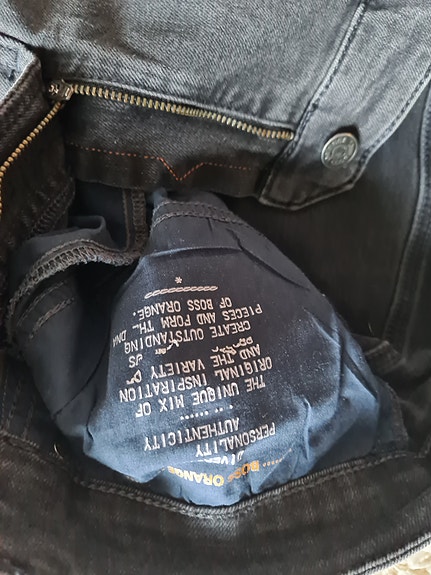 BOSS ORANGE
PERSONALITY
AUTHENTICITY
THE UNIQUE MIX OF
ORIGINAL INSPIRATION
AND THE VARIETY
CREATE OUTSTANDING
PIECES AND FORM DNA
OF BOSS ORANGE.
*